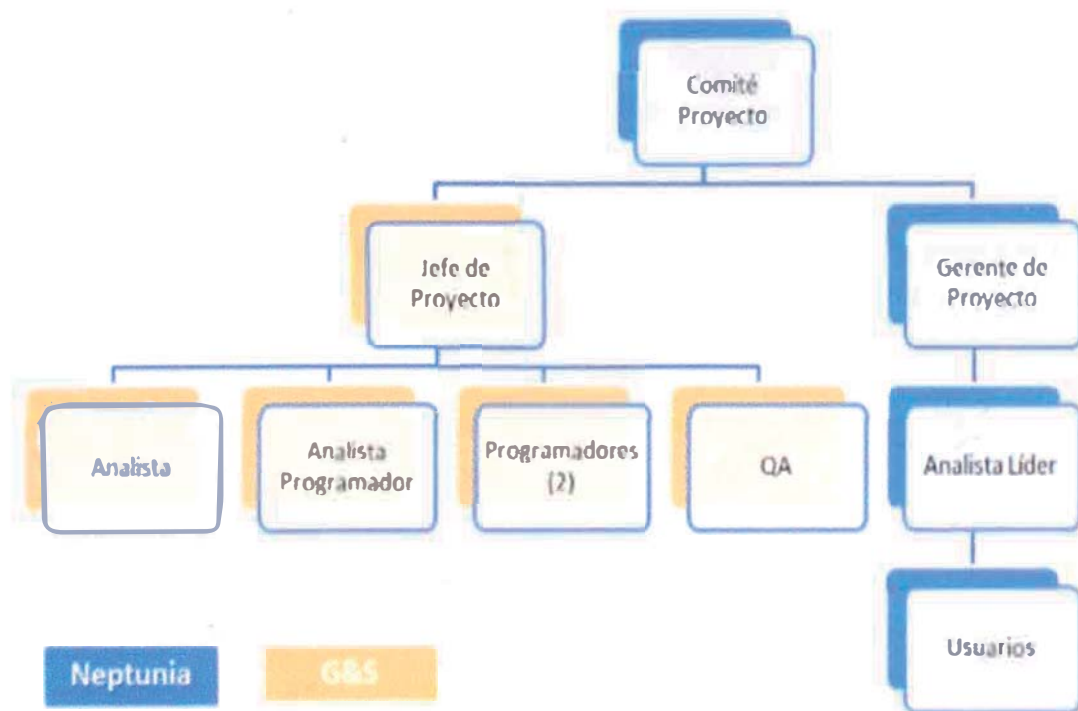 Comité
Proyecto
Jefe de
Proyecto
Gerente de
Proyecto
Analista
Analista
Programador
Programadores
(2)
QA
Analista Líder
Usuarios
Neptunia
G&S